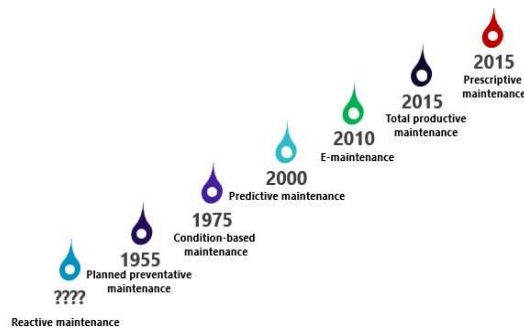 2015
Prescriptive
maintenance
2015
Total productive
maintenance
2010
E-maintenance
2000
Predictive maintenance
1975
Condition-based
maintenance
1955
Planned preventative
maintenance
????
Reactive maintenance